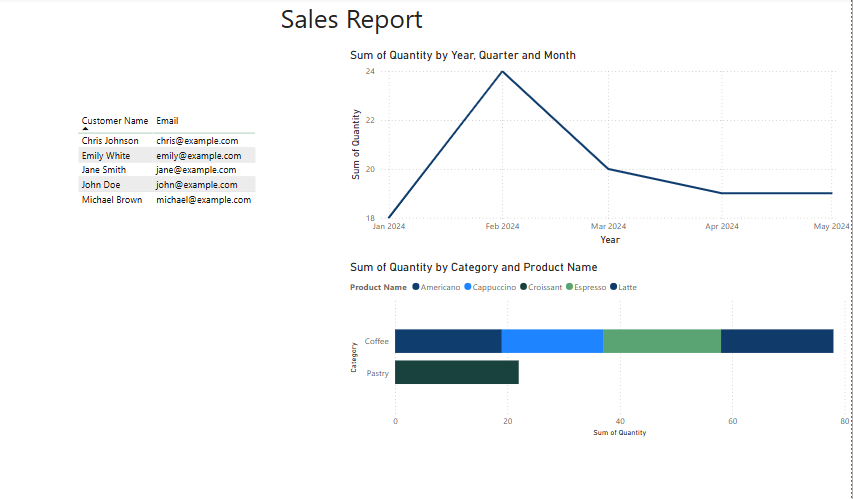 Sales Report
Customer Name Email
Chris Johnson chris@example.com
Emily White emily@example.com
Jane Smith jane@example.com
John Doe john@example.com
Michael Brown michael@example.com
Sum of Quantity by Year, Quarter and Month
Sum of Quantity
24
22
20
18
Jan 2024 Feb 2024 Mar 2024 Apr 2024 May 2024
Year
Sum of Quantity by Category and Product Name
Product Name Americano Cappuccino Croissant Espresso Latte
Category
Coffee
Pastry
0 20 40 60 80
Sum of Quantity